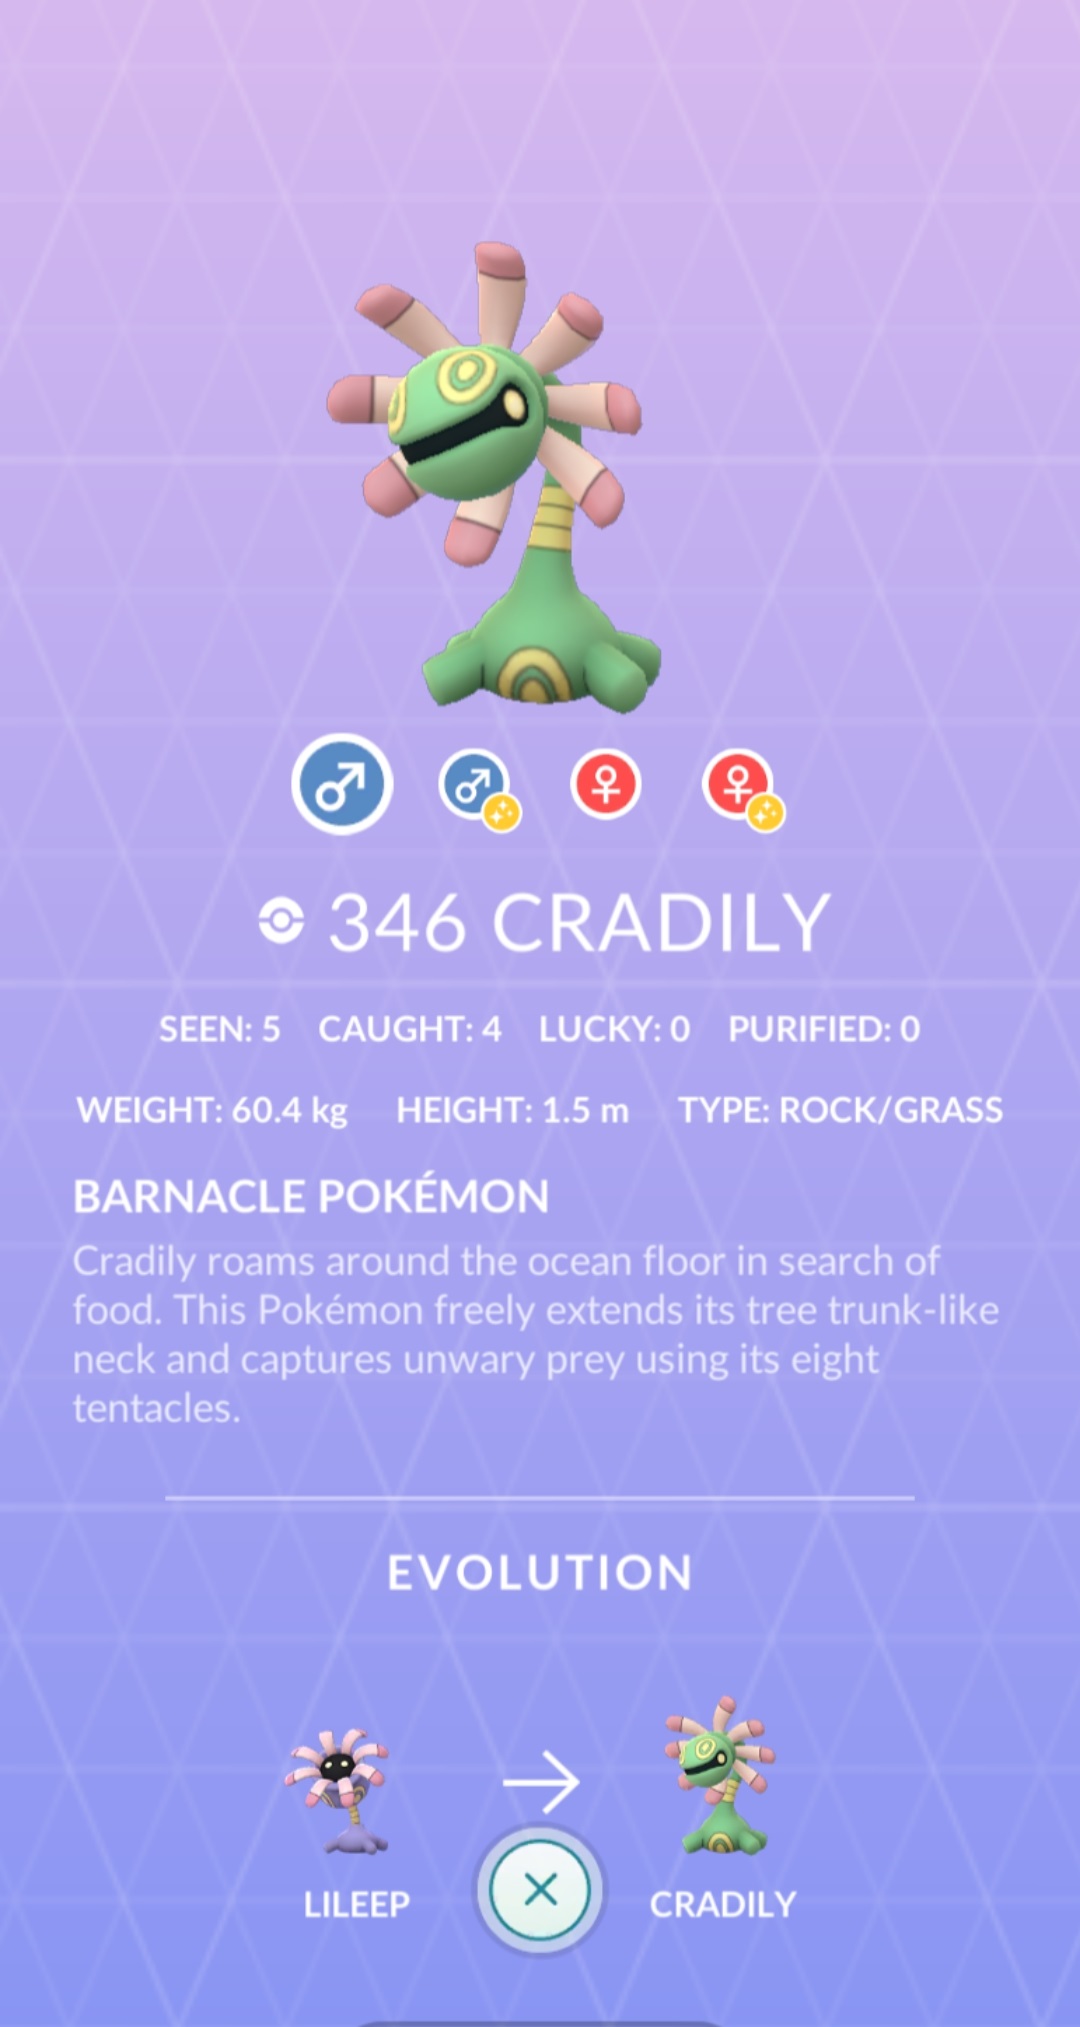 346 CRADILY
SEEN: 5 CAUGHT: 4 LUCKY: 0 PURIFIED: 0
WEIGHT: 60.4 kg HEIGHT: 1.5 m TYPE: ROCK/GRASS
BARNACLE POKÉMON
Cradily roams around the ocean floor in search of
food. This Pokémon freely extends its tree trunk-like
neck and captures unwary prey using its eight
tentacles.
EVOLUTION
LILEEP CRADILY